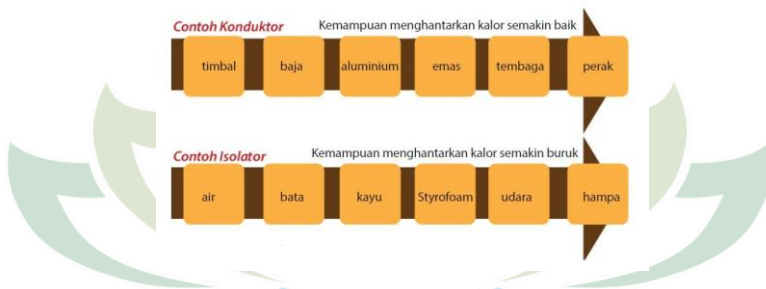 Contoh Konduktor Kemampuan menghantarkan kalor semakin baik
timbal baja aluminium emas tembaga perak
Contoh Isolator Kemampuan menghantarkan kalor semakin buruk
air bata kayu Styrofoam udara hampa